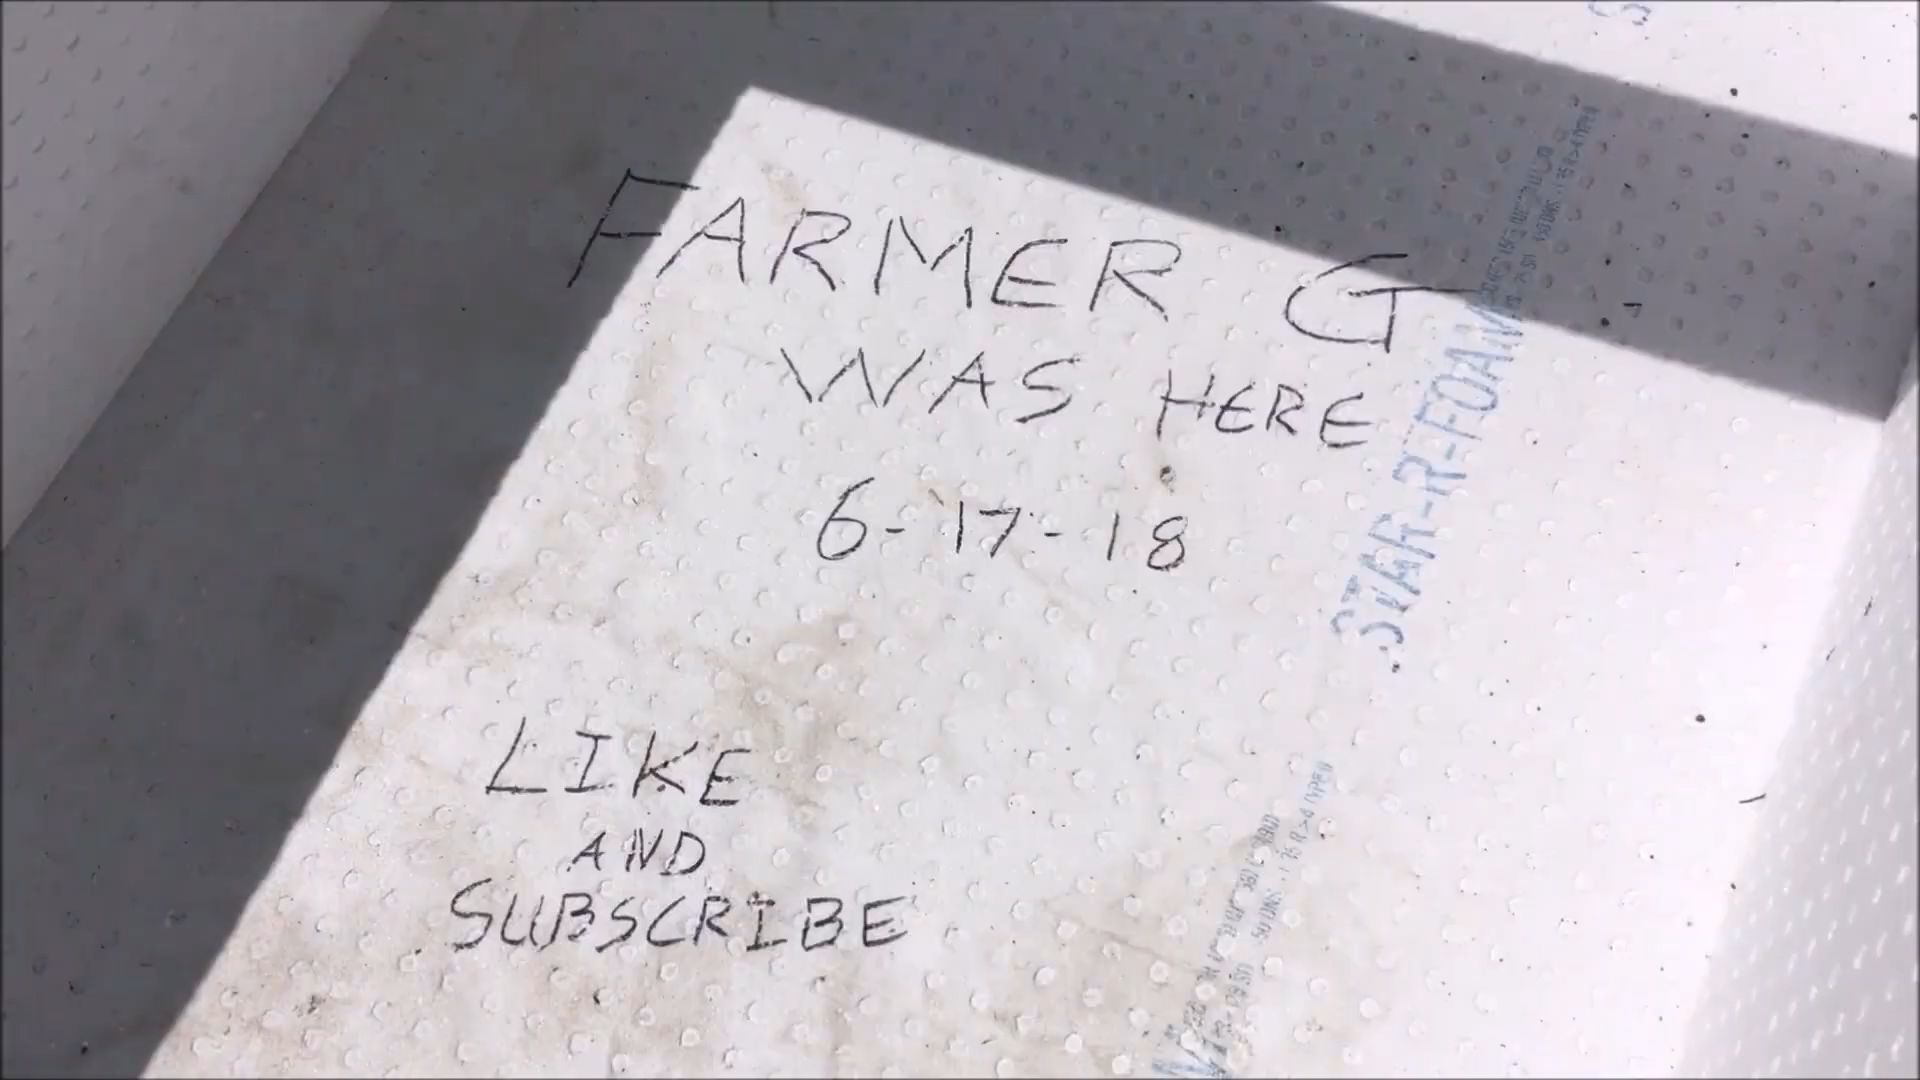 FARMER G
WAS HERE
6-17-18
LIKE
AND
SUBSCRIBE
STAR-R-FOAM